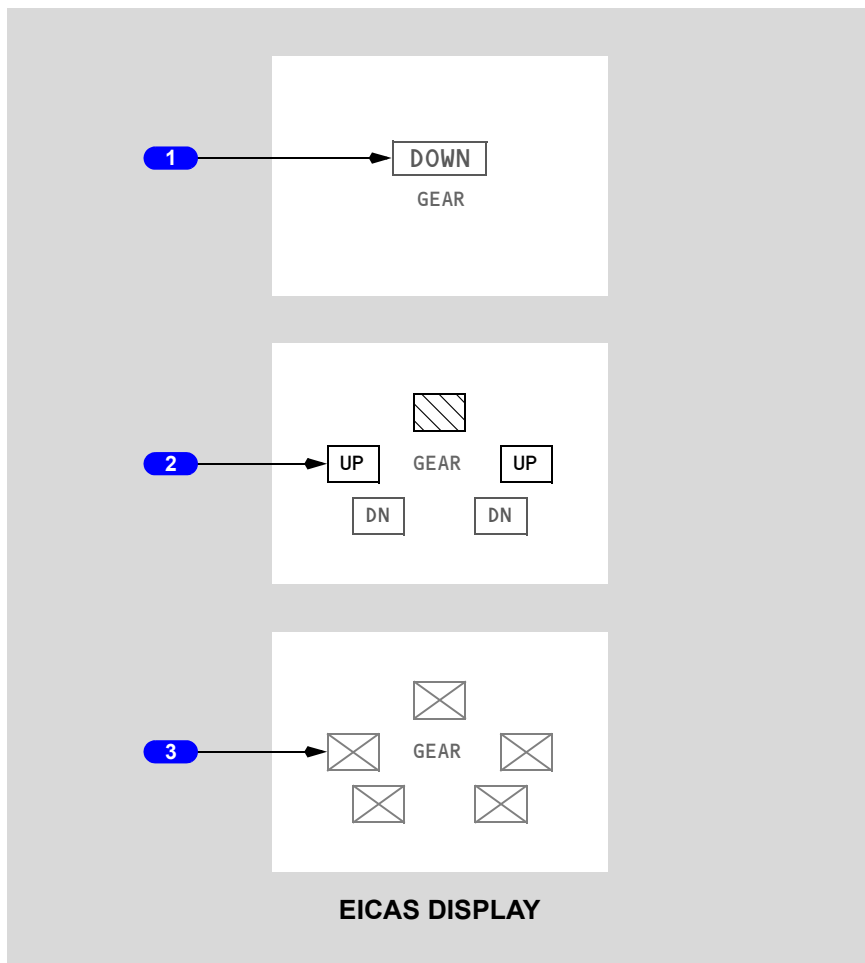 1 DOWN
GEAR
2 UP GEAR UP
DN DN
3 GEAR
EICAS DISPLAY